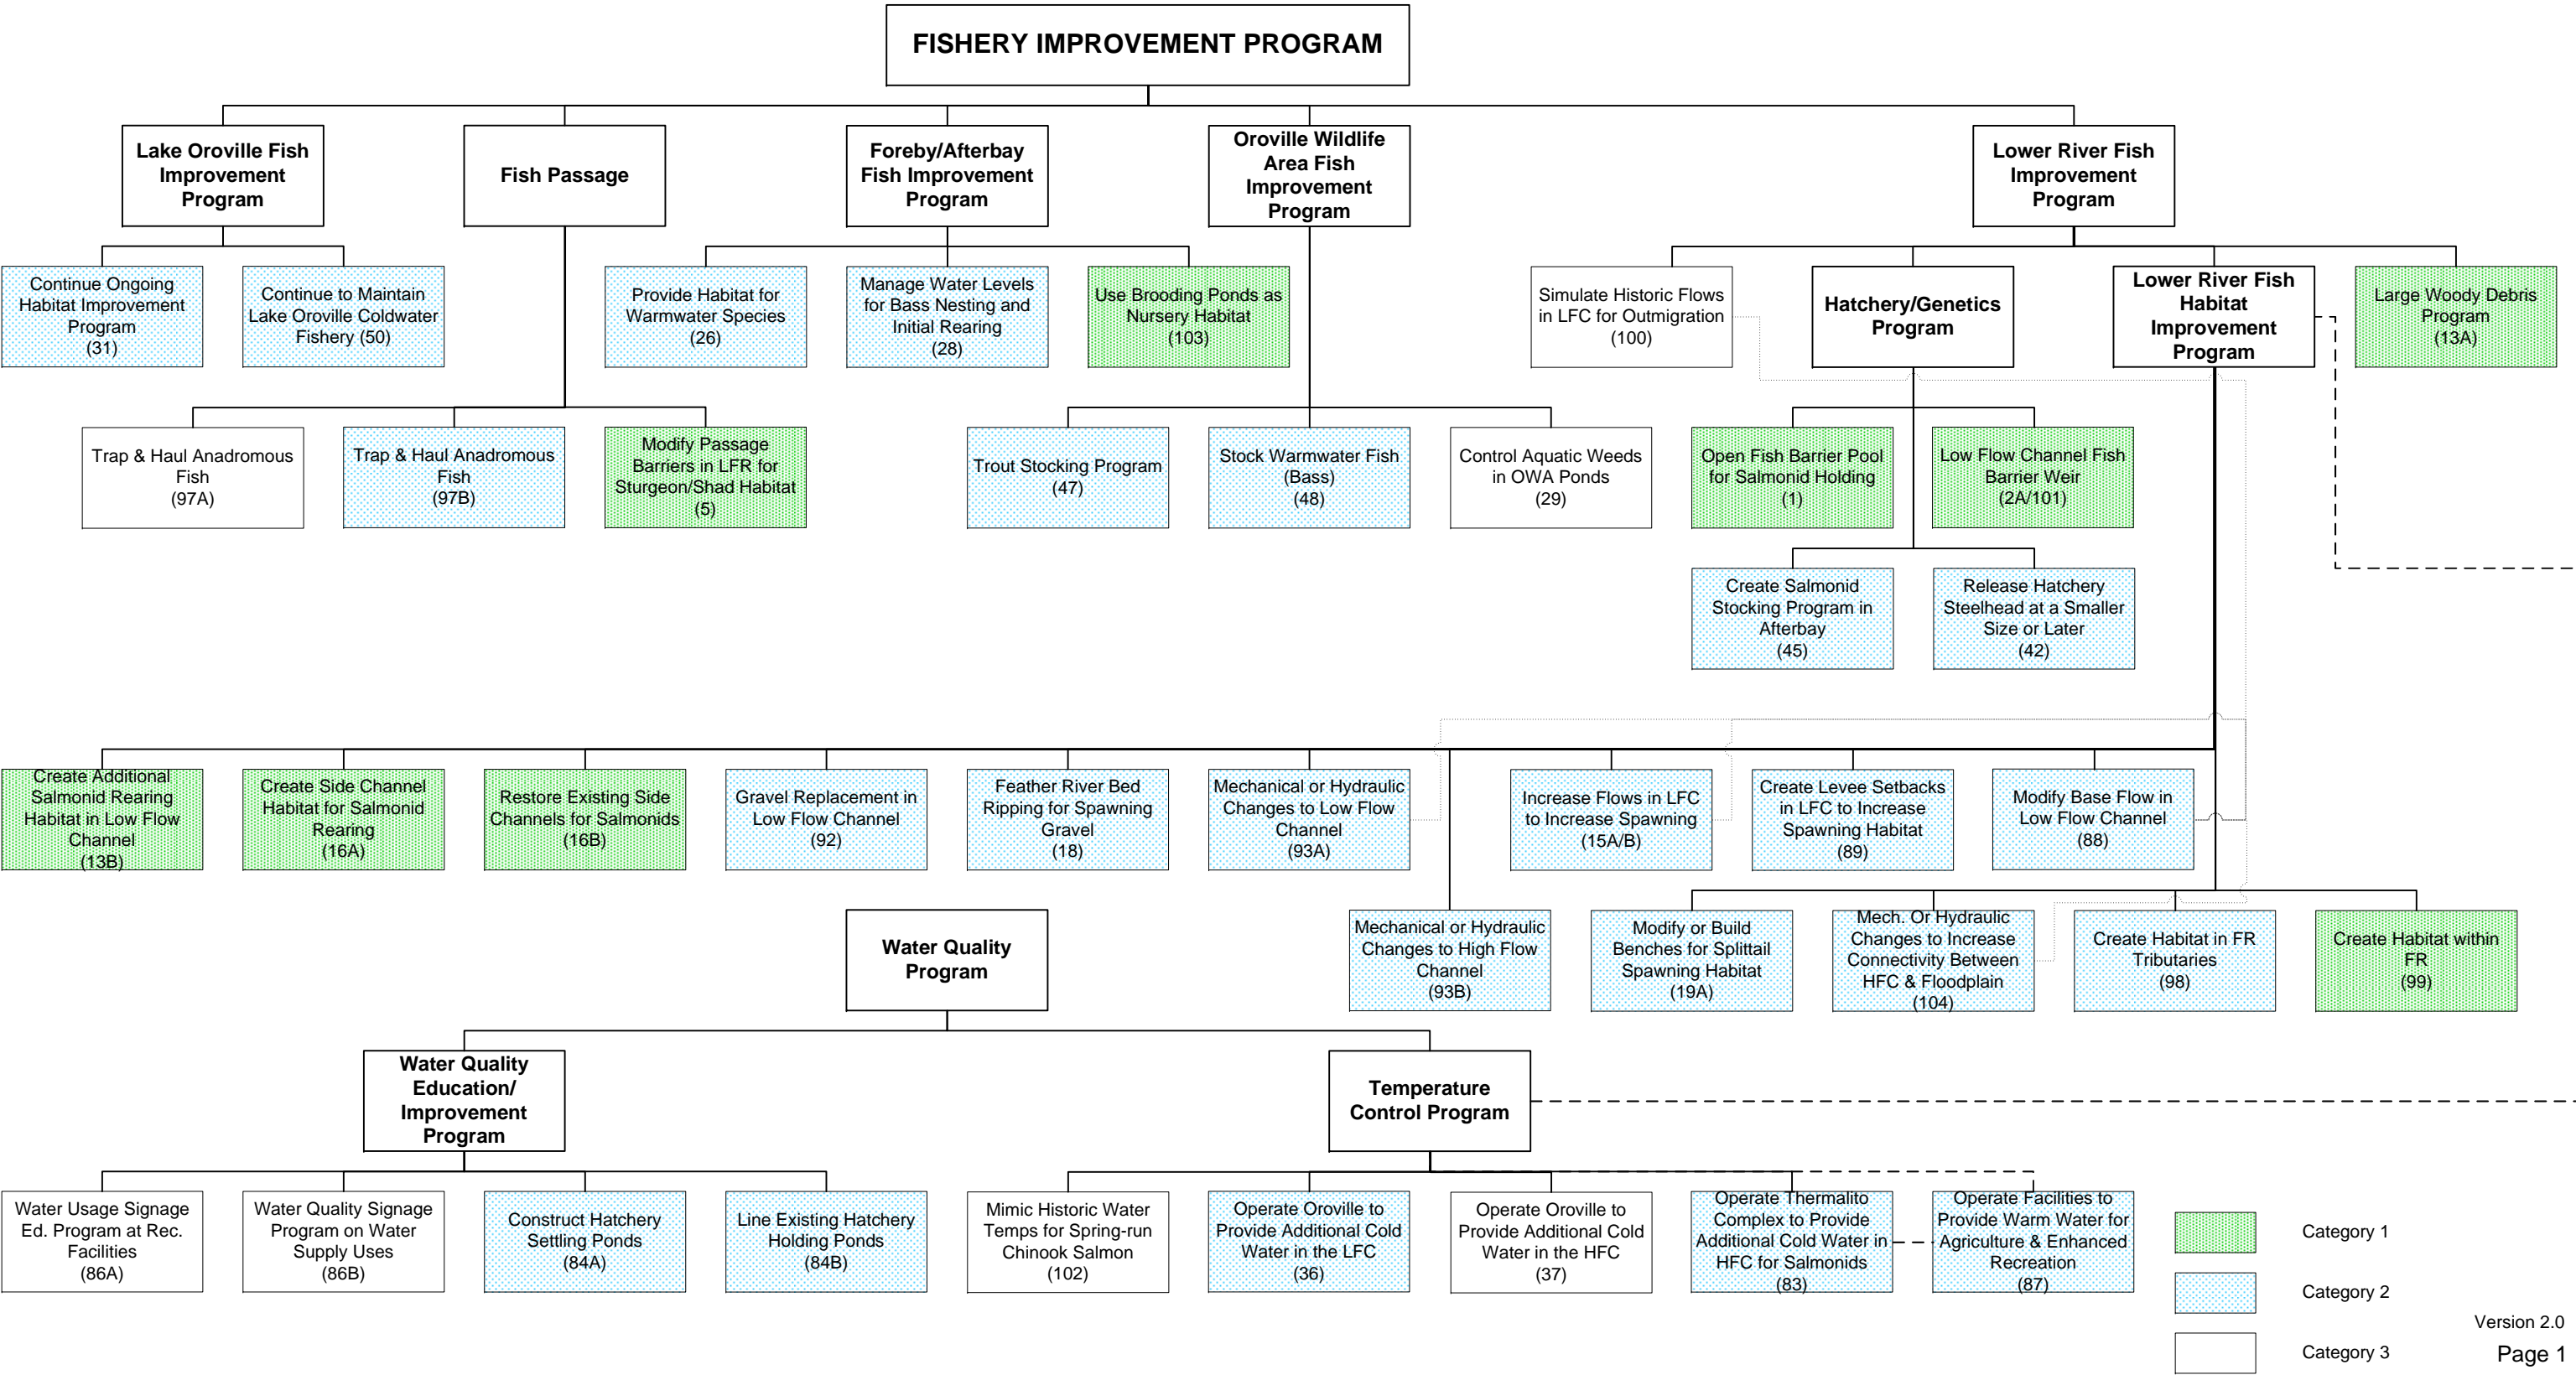 FISHERY IMPROVEMENT PROGRAM
Lake Oroville Fish
Improvement
Program
Fish Passage
Foreby/Afterbay
Fish Improvement
Program
Oroville Wildlife
Area Fish
Improvement
Program
Lower River Fish
Improvement
Program
Continue Ongoing
Habitat Improvement
Program
(31)
Continue to Maintain
Lake Oroville Coldwater
Fishery (50)
Provide Habitat for
Warmwater Species
(26)
Manage Water Levels
for Bass Nesting and
Initial Rearing
(28)
Use Brooding Ponds as
Nursery Habitat
(103)
Simulate Historic Flows
in LFC for Outmigration
(100)
Hatchery/Genetics
Program
Lower River Fish
Habitat
Improvement
Program
Large Woody Debris
Program
(13A)
Trap & Haul Anadromous
Fish
(97A)
Trap & Haul Anadromous
Fish
(97B)
Modify Passage
Barriers in LFR for
Sturgeon/Shad Habitat
(5)
Trout Stocking Program
(47)
Stock Warmwater Fish
(Bass)
(48)
Control Aquatic Weeds
in OWA Ponds
(29)
Open Fish Barrier Pool
for Salmonid Holding
(1)
Low Flow Channel Fish
Barrier Weir
(2A/101)
Create Salmonid
Stocking Program in
Afterbay
(45)
Release Hatchery
Steelhead at a Smaller
Size or Later
(42)
Create Additional
Salmonid Rearing
Habitat in Low Flow
Channel
(13B)
Create Side Channel
Habitat for Salmonid
Rearing
(16A)
Restore Existing Side
Channels for Salmonids
(16B)
Gravel Replacement in
Low Flow Channel
(92)
Feather River Bed
Ripping for Spawning
Gravel
(18)
Mechanical or Hydraulic
Changes to Low Flow
Channel
(93A)
Increase Flows in LFC
to Increase Spawning
(15A/B)
Create Levee Setbacks
in LFC to Increase
Spawning Habitat
(89)
Modify Base Flow in
Low Flow Channel
(88)
Mechanical or Hydraulic
Changes to High Flow
Channel
(93B)
Modify or Build
Benches for Splittail
Spawning Habitat
(19A)
Mech. Or Hydraulic
Changes to Increase
Connectivity Between
HFC & Floodplain
(104)
Create Habitat in FR
Tributaries
(98)
Create Habitat within
FR
(99)
Water Quality
Program
Water Quality
Education/
Improvement
Program
Temperature
Control Program
Water Usage Signage
Ed. Program at Rec.
Facilities
(86A)
Water Quality Signage
Program on Water
Supply Uses
(86B)
Construct Hatchery
Settling Ponds
(84A)
Line Existing Hatchery
Holding Ponds
(84B)
Mimic Historic Water
Temps for Spring-run
Chinook Salmon
(102)
Operate Oroville to
Provide Additional Cold
Water in the LFC
(36)
Operate Oroville to
Provide Additional Cold
Water in the HFC
(37)
Operate Thermalito
Complex to Provide
Additional Cold Water in
HFC for Salmonids
(83)
Operate Facilities to
Provide Warm Water for
Agriculture & Enhanced
Recreation
(87)
Category 1
Category 2
Category 3
Version 2.0
Page 1